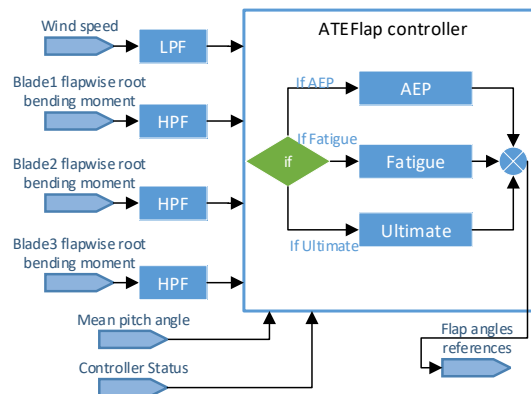 Wind speed
LPF
Blade1 flapwise root
bending moment
HPF
Blade2 flapwise root
bending moment
HPF
Blade3 flapwise root
bending moment
HPF
Mean pitch angle
Controller Status
ATEFlap controller
if
If AEP
AEP
If Fatigue
Fatigue
If Ultimate
Ultimate
Flap angles
references